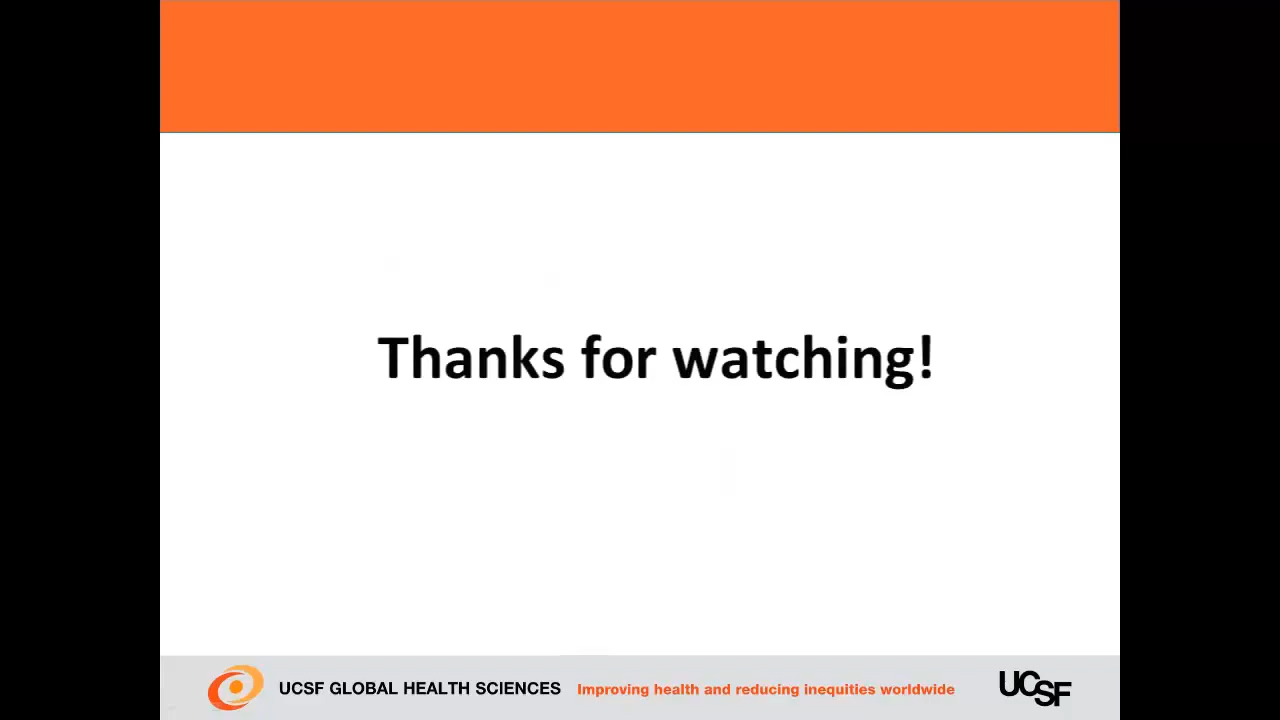 Thanks for watching!
UCSF GLOBAL HEALTH SCIENCES Improving health and reducing inequities worldwide UCSF